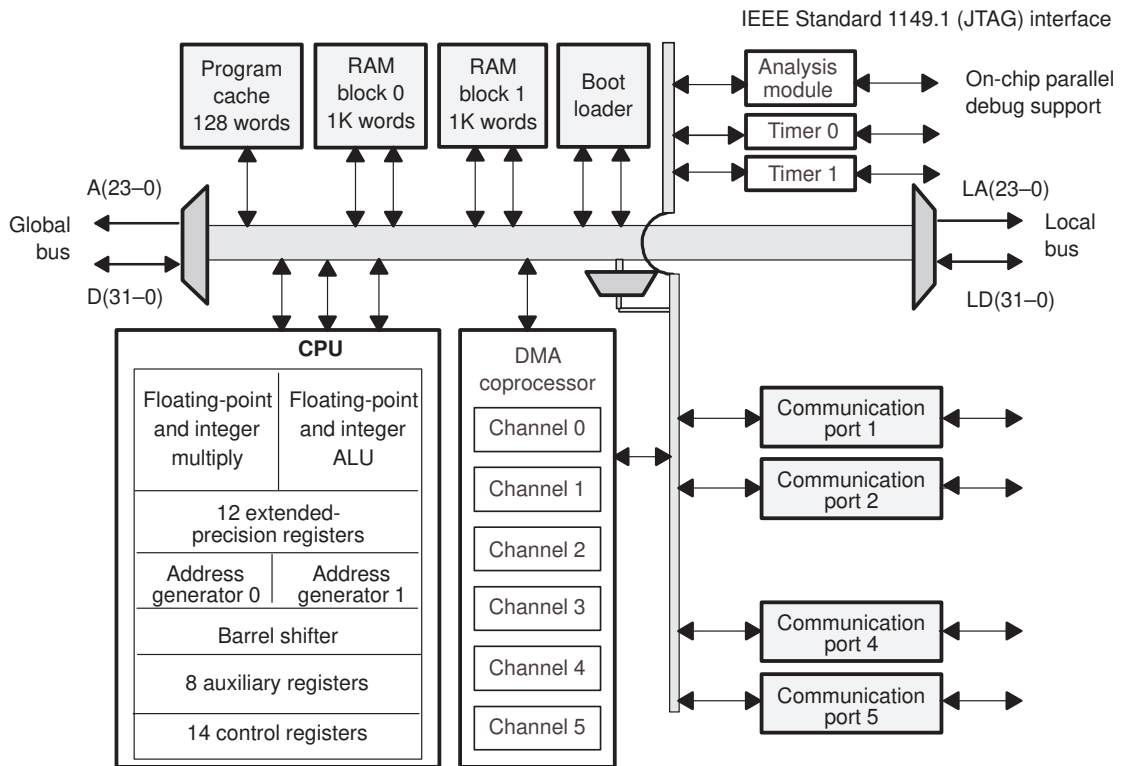 IEEE Standard 1149.1 (JTAG) interface
Program
cache
128 words
RAM
block 0
1K words
RAM
block 1
1K words
Boot
loader
Analysis
module
On-chip parallel
debug support
Timer 0
Timer 1
A(23–0)
Global
bus
D(31–0)
LA(23–0)
Local
bus
LD(31–0)
CPU
Floating-point
and integer
multiply
Floating-point
and integer
ALU
12 extended-
precision registers
Address
generator 0
Address
generator 1
Barrel shifter
8 auxiliary registers
14 control registers
DMA
coprocessor
Channel 0
Channel 1
Channel 2
Channel 3
Channel 4
Channel 5
Communication
port 1
Communication
port 2
Communication
port 4
Communication
port 5